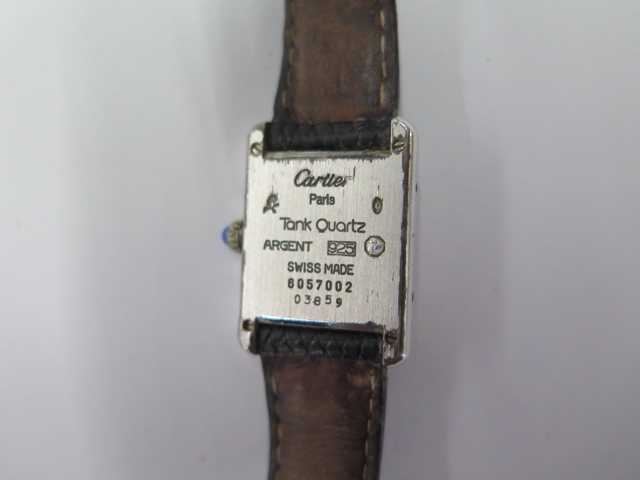 Cartier
Paris
Tank Quartz
ARGENT 925
SWISS MADE
6057002
03859